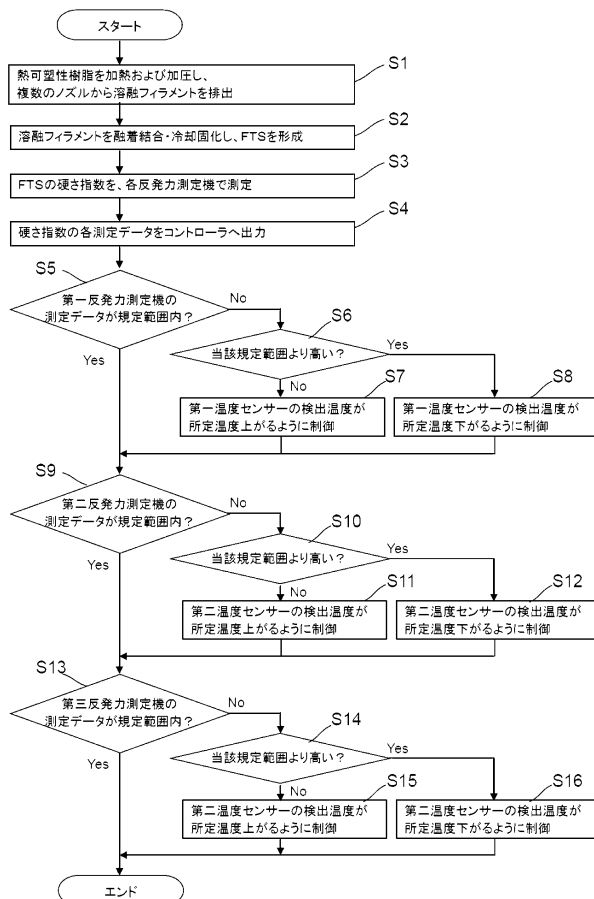 スタート
S1
熱可塑性樹脂を加熱および加圧し、
複数のノズルから溶融フィラメントを排出
S2
溶融フィラメントを融着結合・冷却固化し、FTSを形成
S3
FTSの硬さ指数を、各反発力測定機で測定
S4
硬さ指数の各測定データをコントローラへ出力
S5
第一反発力測定機の
測定データが規定範囲内？
No
Yes
S6
当該規定範囲より高い？
Yes
No
S7
第一温度センサーの検出温度が
所定温度上がるように制御
S8
第一温度センサーの検出温度が
所定温度下がるように制御
S9
第二反発力測定機の
測定データが規定範囲内？
No
Yes
S10
当該規定範囲より高い？
Yes
No
S11
第二温度センサーの検出温度が
所定温度上がるように制御
S12
第二温度センサーの検出温度が
所定温度下がるように制御
S13
第三反発力測定機の
測定データが規定範囲内？
No
Yes
S14
当該規定範囲より高い？
Yes
No
S15
第二温度センサーの検出温度が
所定温度上がるように制御
S16
第二温度センサーの検出温度が
所定温度下がるように制御
エンド